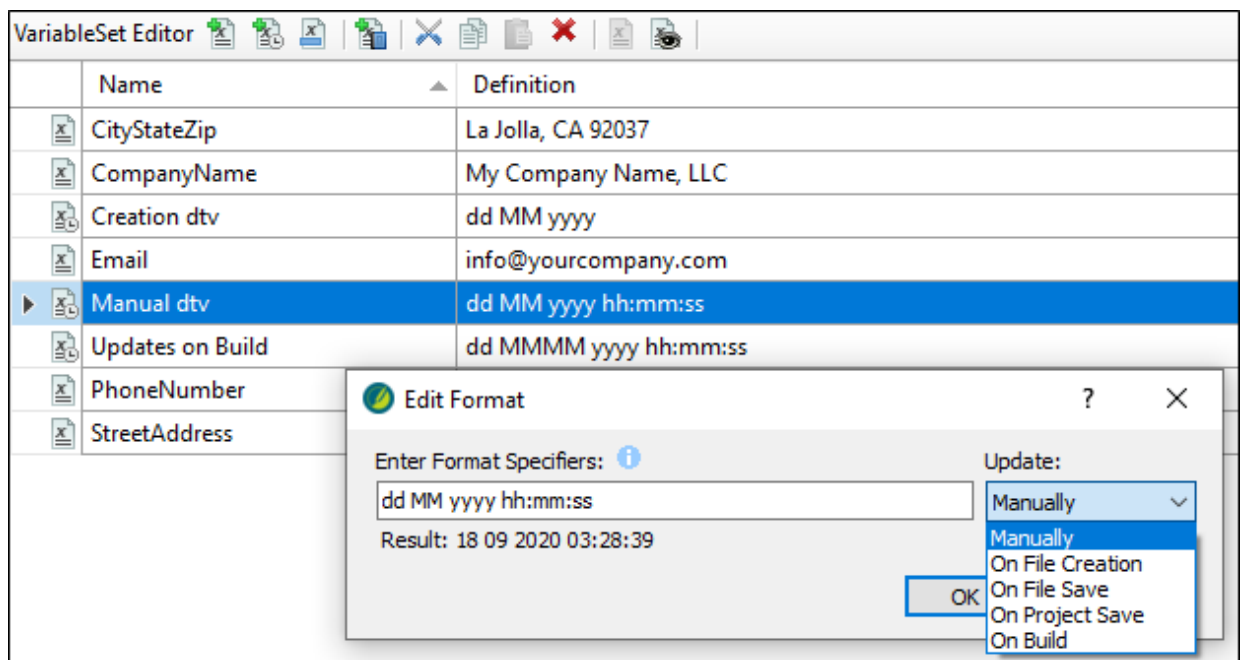 VariableSet Editor
Name Definition
CityStateZip La Jolla, CA 92037
CompanyName My Company Name, LLC
Creation dtv dd MM yyyy
Email info@yourcompany.com
Manual dtv dd MM yyyy hh:mm:ss
Updates on Build dd MMMM yyyy hh:mm:ss
PhoneNumber
StreetAddress
Edit Format ?
Enter Format Specifiers: Update:
dd MM yyyy hh:mm:ss Manually
Result: 18 09 2020 03:28:39
Manually
On File Creation
On File Save
On Project Save
On Build
OK